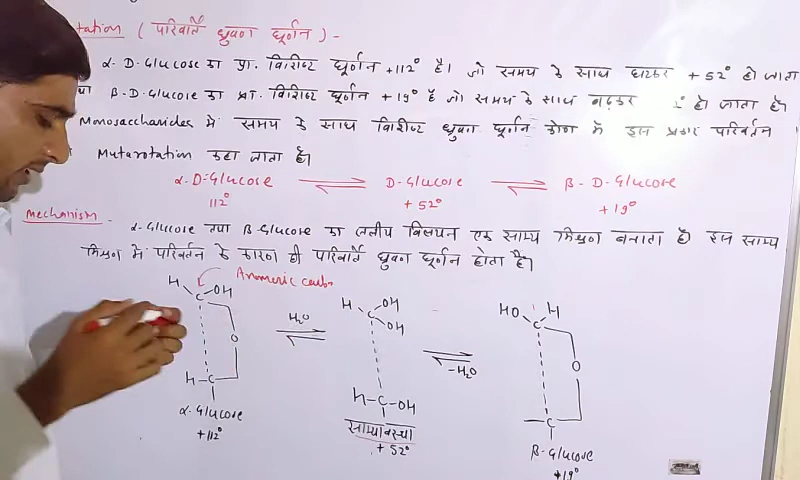 tation ( परिवर्ती ध्रुवण घूर्णन ) -
α-D-Glucose का प्रा. विशिष्ट घूर्णन +112° है। जो समय के साथ घटकर +52° हो जाता
β-D-Glucose का प्रा. विशिष्ट घूर्णन +19° है जो समय के साथ बढ़कर 2° हो जाता है।
Monosaccharides में समय के साथ विशिष्ट ध्रुवण घूर्णन कोण में इस प्रकार परिवर्तन
Mutarotation कहा जाता है।
α-D-Glucose ⇌ D-Glucose ⇌ β-D-Glucose
112° +52° +19°
Mechanism -
α-Glucose तथा β-Glucose का जलीय विलयन एक साम्य मिश्रण बनाता है इस साम्य
मिश्रण में परिवर्तन के कारण ही परिवर्ती ध्रुवण घूर्णन होता है।
Anomeric carbo
H OH
C
O
H-C
α-Glucose
+112°
H₂O
⇌
H OH
C
OH
H-C-OH
साम्यावस्था
+52°
⇌
-H₂O
HO H
C
O
C
β-Glucose
+19°